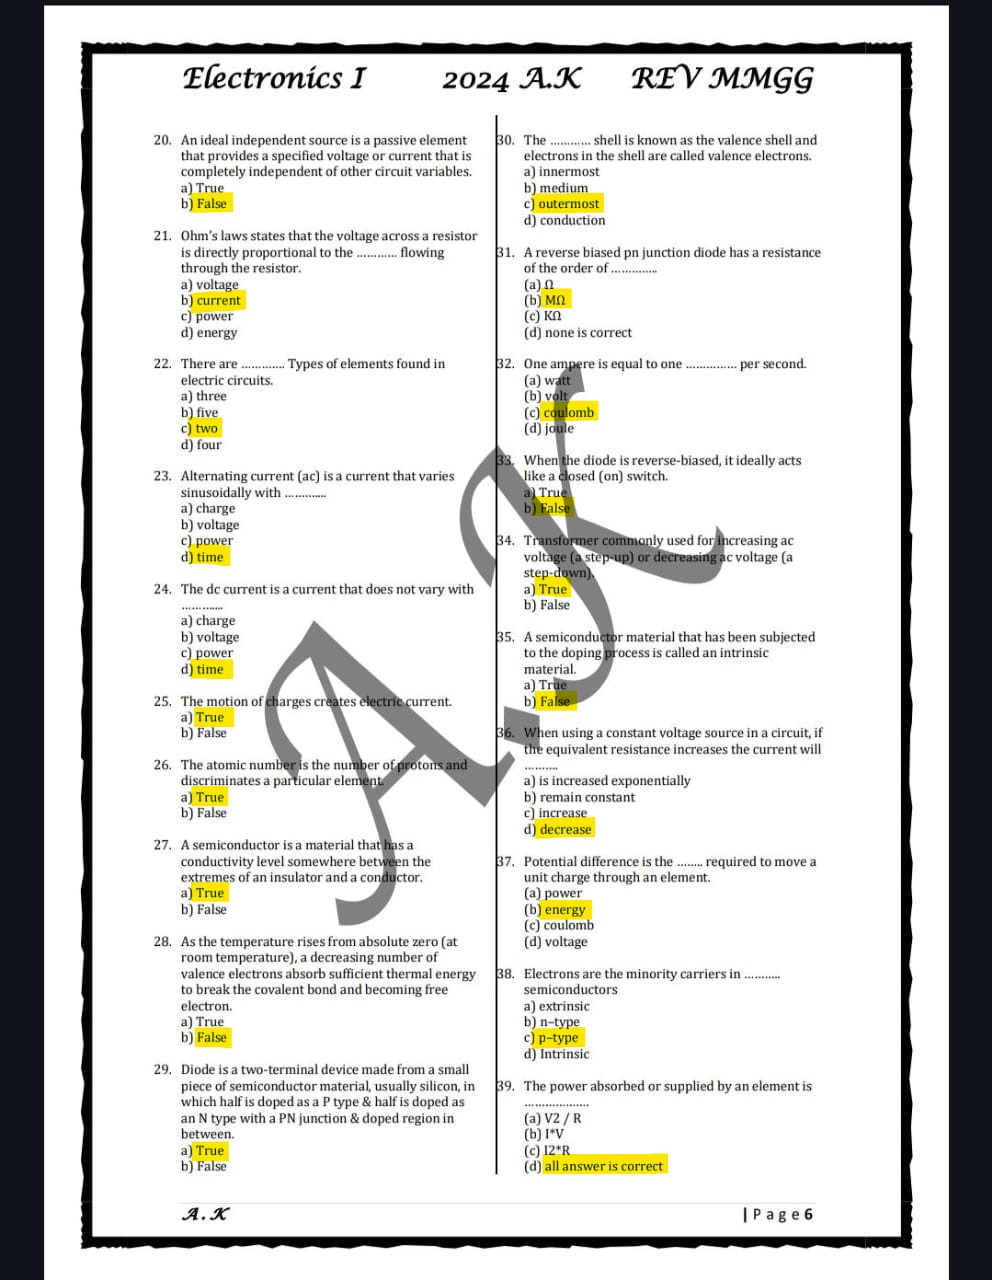 Electronics I 2024 A.K REV MMGG
20. An ideal independent source is a passive element
that provides a specified voltage or current that is
completely independent of other circuit variables.
a) True
b) False
21. Ohm's laws states that the voltage across a resistor
is directly proportional to the ............ flowing
through the resistor.
a) voltage
b) current
c) power
d) energy
22. There are ............. Types of elements found in
electric circuits.
a) three
b) five
c) two
d) four
23. Alternating current (ac) is a current that varies
sinusoidally with .............
a) charge
b) voltage
c) power
d) time
24. The dc current is a current that does not vary with
.............
a) charge
b) voltage
c) power
d) time
25. The motion of charges creates electric current.
a) True
b) False
26. The atomic number is the number of protons and
discriminates a particular element.
a) True
b) False
27. A semiconductor is a material that has a
conductivity level somewhere between the
extremes of an insulator and a conductor.
a) True
b) False
28. As the temperature rises from absolute zero (at
room temperature), a decreasing number of
valence electrons absorb sufficient thermal energy
to break the covalent bond and becoming free
electron.
a) True
b) False
29. Diode is a two-terminal device made from a small
piece of semiconductor material, usually silicon, in
which half is doped as a P type & half is doped as
an N type with a PN junction & doped region in
between.
a) True
b) False
30. The ............ shell is known as the valence shell and
electrons in the shell are called valence electrons.
a) innermost
b) medium
c) outermost
d) conduction
31. A reverse biased pn junction diode has a resistance
of the order of ..............
(a) Ω
(b) MΩ
(c) KΩ
(d) none is correct
32. One ampere is equal to one ............... per second.
(a) watt
(b) volt
(c) coulomb
(d) joule
33. When the diode is reverse-biased, it ideally acts
like a closed (on) switch.
a) True
b) False
34. Transformer commonly used for increasing ac
voltage (a step-up) or decreasing ac voltage (a
step-down).
a) True
b) False
35. A semiconductor material that has been subjected
to the doping process is called an intrinsic
material.
a) True
b) False
36. When using a constant voltage source in a circuit, if
the equivalent resistance increases the current will
..........
a) is increased exponentially
b) remain constant
c) increase
d) decrease
37. Potential difference is the ........ required to move a
unit charge through an element.
(a) power
(b) energy
(c) coulomb
(d) voltage
38. Electrons are the minority carriers in ...........
semiconductors
a) extrinsic
b) n-type
c) p-type
d) Intrinsic
39. The power absorbed or supplied by an element is
....................
(a) V2 / R
(b) I*V
(c) I2*R
(d) all answer is correct
A.K
A.K | P a g e 6